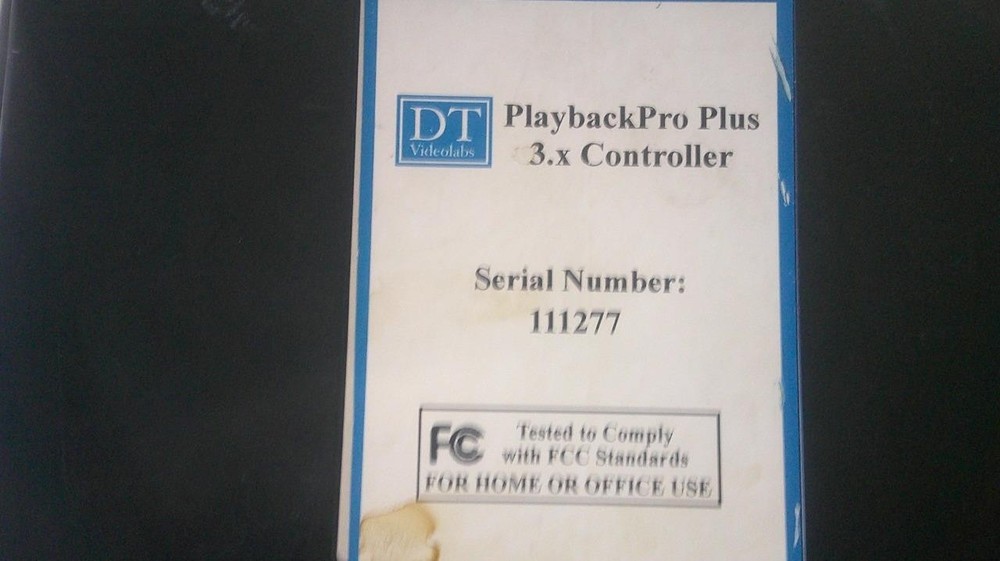 DT
Videolabs
PlaybackPro Plus
3.x Controller
Serial Number:
111277
FC Tested to Comply
with FCC Standards
FOR HOME OR OFFICE USE